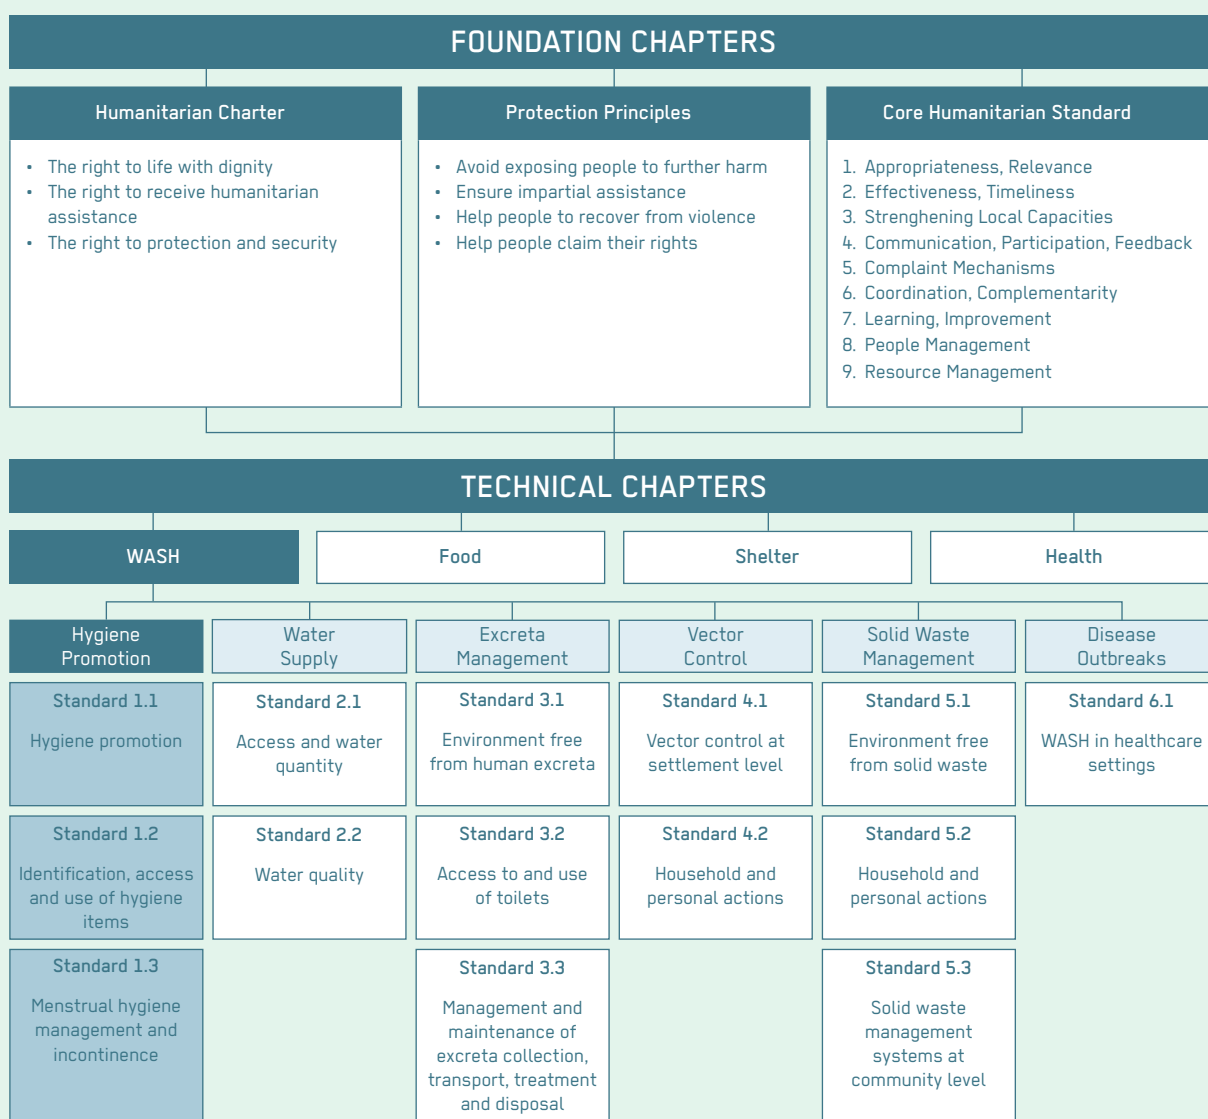 FOUNDATION CHAPTERS
Humanitarian Charter
• The right to life with dignity
• The right to receive humanitarian
assistance
• The right to protection and security
Protection Principles
• Avoid exposing people to further harm
• Ensure impartial assistance
• Help people to recover from violence
• Help people claim their rights
Core Humanitarian Standard
1. Appropriateness, Relevance
2. Effectiveness, Timeliness
3. Strenghening Local Capacities
4. Communication, Participation, Feedback
5. Complaint Mechanisms
6. Coordination, Complementarity
7. Learning, Improvement
8. People Management
9. Resource Management
TECHNICAL CHAPTERS
WASH
Food
Shelter
Health
Hygiene
Promotion
Water
Supply
Excreta
Management
Vector
Control
Solid Waste
Management
Disease
Outbreaks
Standard 1.1
Hygiene promotion
Standard 2.1
Access and water
quantity
Standard 3.1
Environment free
from human excreta
Standard 4.1
Vector control at
settlement level
Standard 5.1
Environment free
from solid waste
Standard 6.1
WASH in healthcare
settings
Standard 1.2
Identification, access
and use of hygiene
items
Standard 2.2
Water quality
Standard 3.2
Access to and use
of toilets
Standard 4.2
Household and
personal actions
Standard 5.2
Household and
personal actions
Standard 1.3
Menstrual hygiene
management and
incontinence
Standard 3.3
Management and
maintenance of
excreta collection,
transport, treatment
and disposal
Standard 5.3
Solid waste
management
systems at
community level